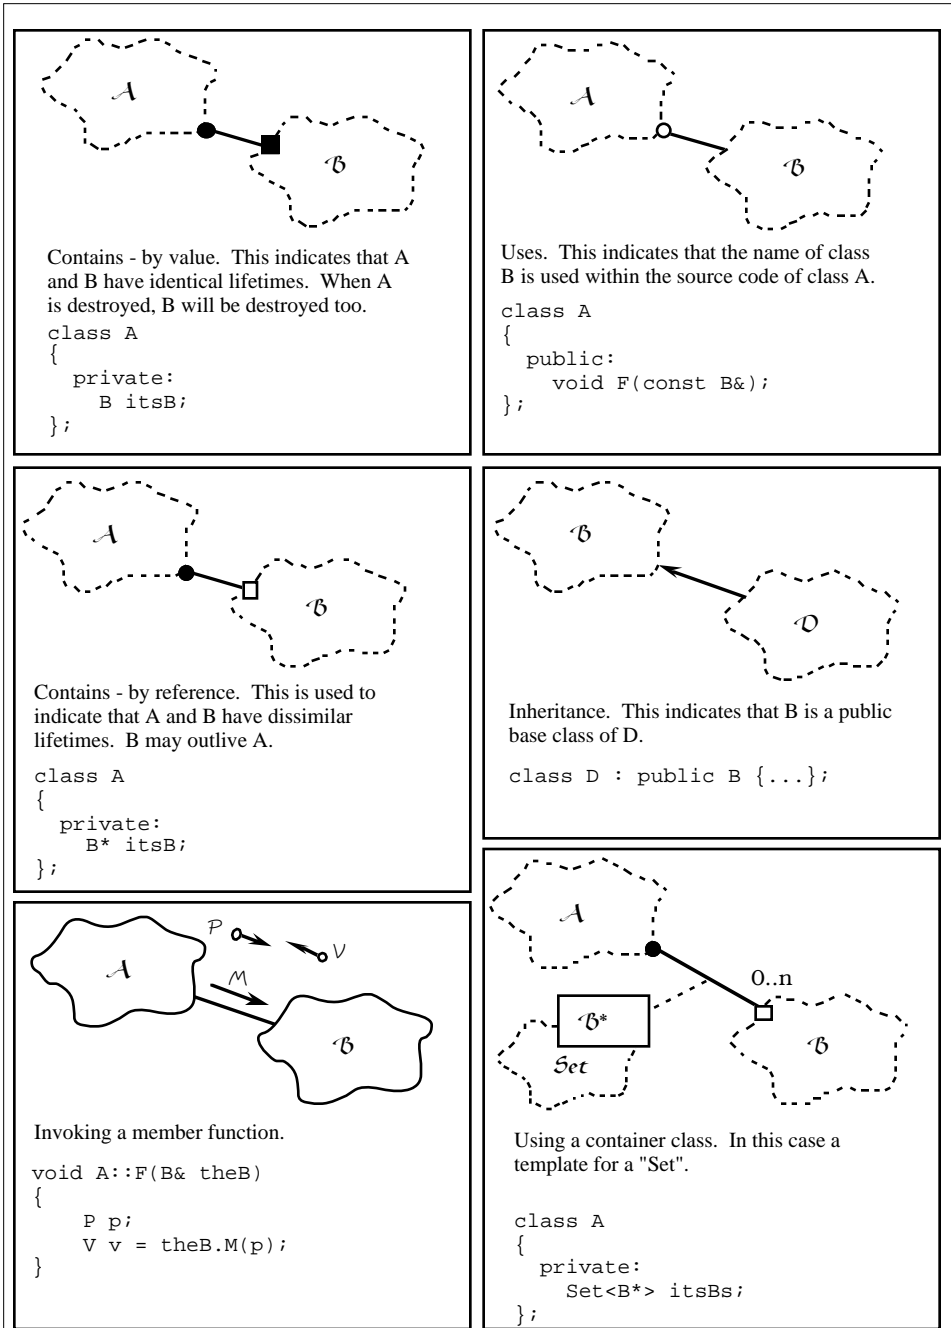 A
B
Contains - by value.  This indicates that A
and B have identical lifetimes.  When A
is destroyed, B will be destroyed too.
class A
{
  private:
    B itsB;
};
A
B
Uses.  This indicates that the name of class
B is used within the source code of class A.
class A
{
  public:
    void F(const B&);
};
A
B
Contains - by reference.  This is used to
indicate that A and B have dissimilar
lifetimes.  B may outlive A.
class A
{
  private:
    B* itsB;
};
B
D
Inheritance.  This indicates that B is a public
base class of D.
class D : public B {...};
P
V
A
M
B
Invoking a member function.
void A::F(B& theB)
{
    P p;
    V v = theB.M(p);
}
A
0..n
B*
B
Set
Using a container class.  In this case a
template for a "Set".
class A
{
  private:
    Set<B*> itsBs;
};